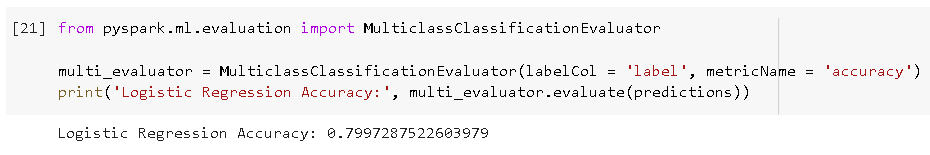 [21] from pyspark.ml.evaluation import MulticlassClassificationEvaluator
multi_evaluator = MulticlassClassificationEvaluator(labelCol = 'label', metricName = 'accuracy')
print('Logistic Regression Accuracy:', multi_evaluator.evaluate(predictions))
Logistic Regression Accuracy: 0.7997287522603979